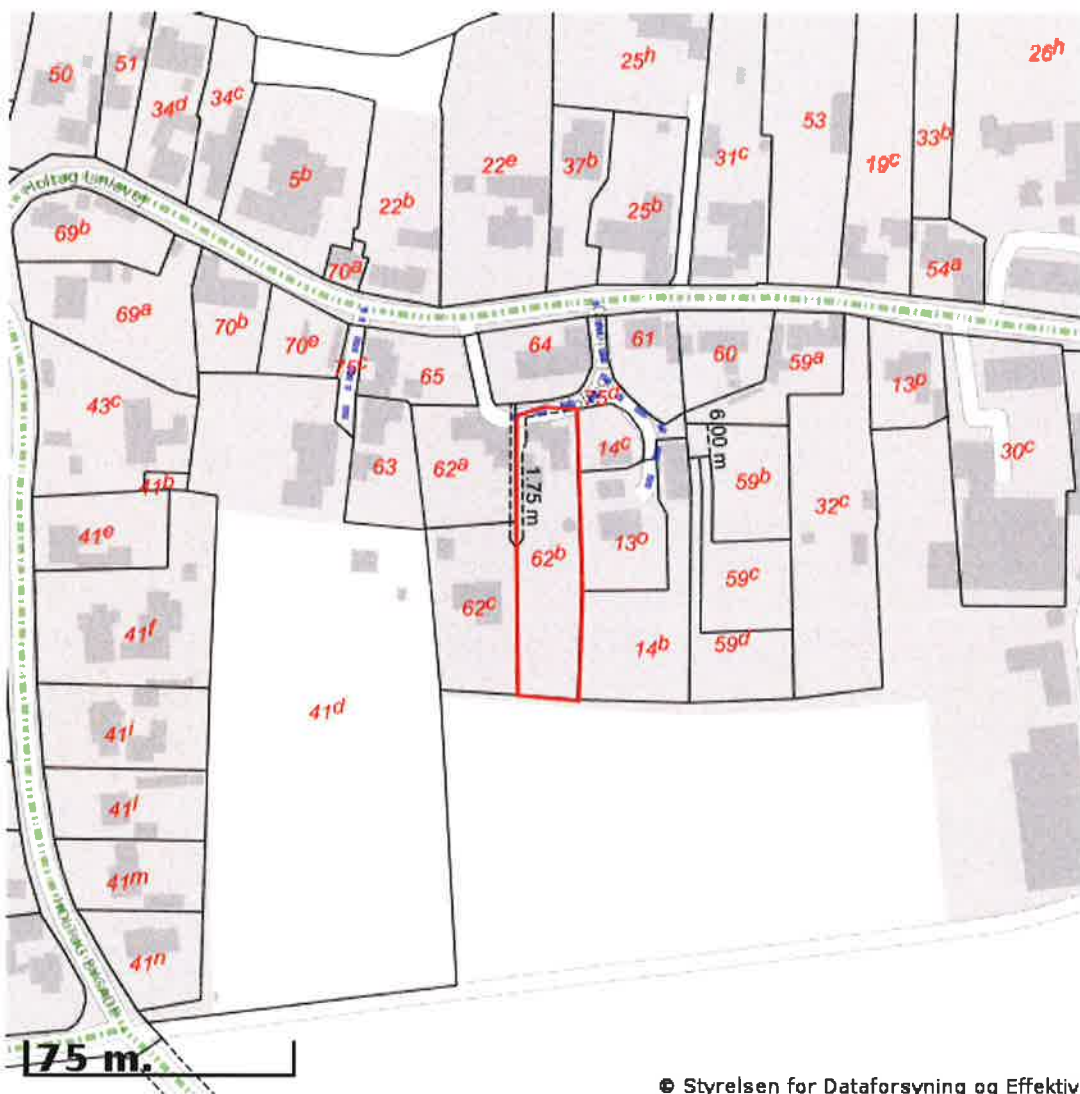 50
51
34d
34c
5b
22b
22e
25h
37b
25b
31c
53
19c
33b
26h
54a
69b
70a
69a
70b
70e
75c
65
64
61
60
59a
13p
75d
43c
41b
41e
63
62a
14c
6.00 m
59b
32c
30c
1.75 m
62b
13o
59c
62c
41f
14b
59d
41d
41i
41l
41m
41n
75 m.
© Styrelsen for Dataforsyning og Effektiv